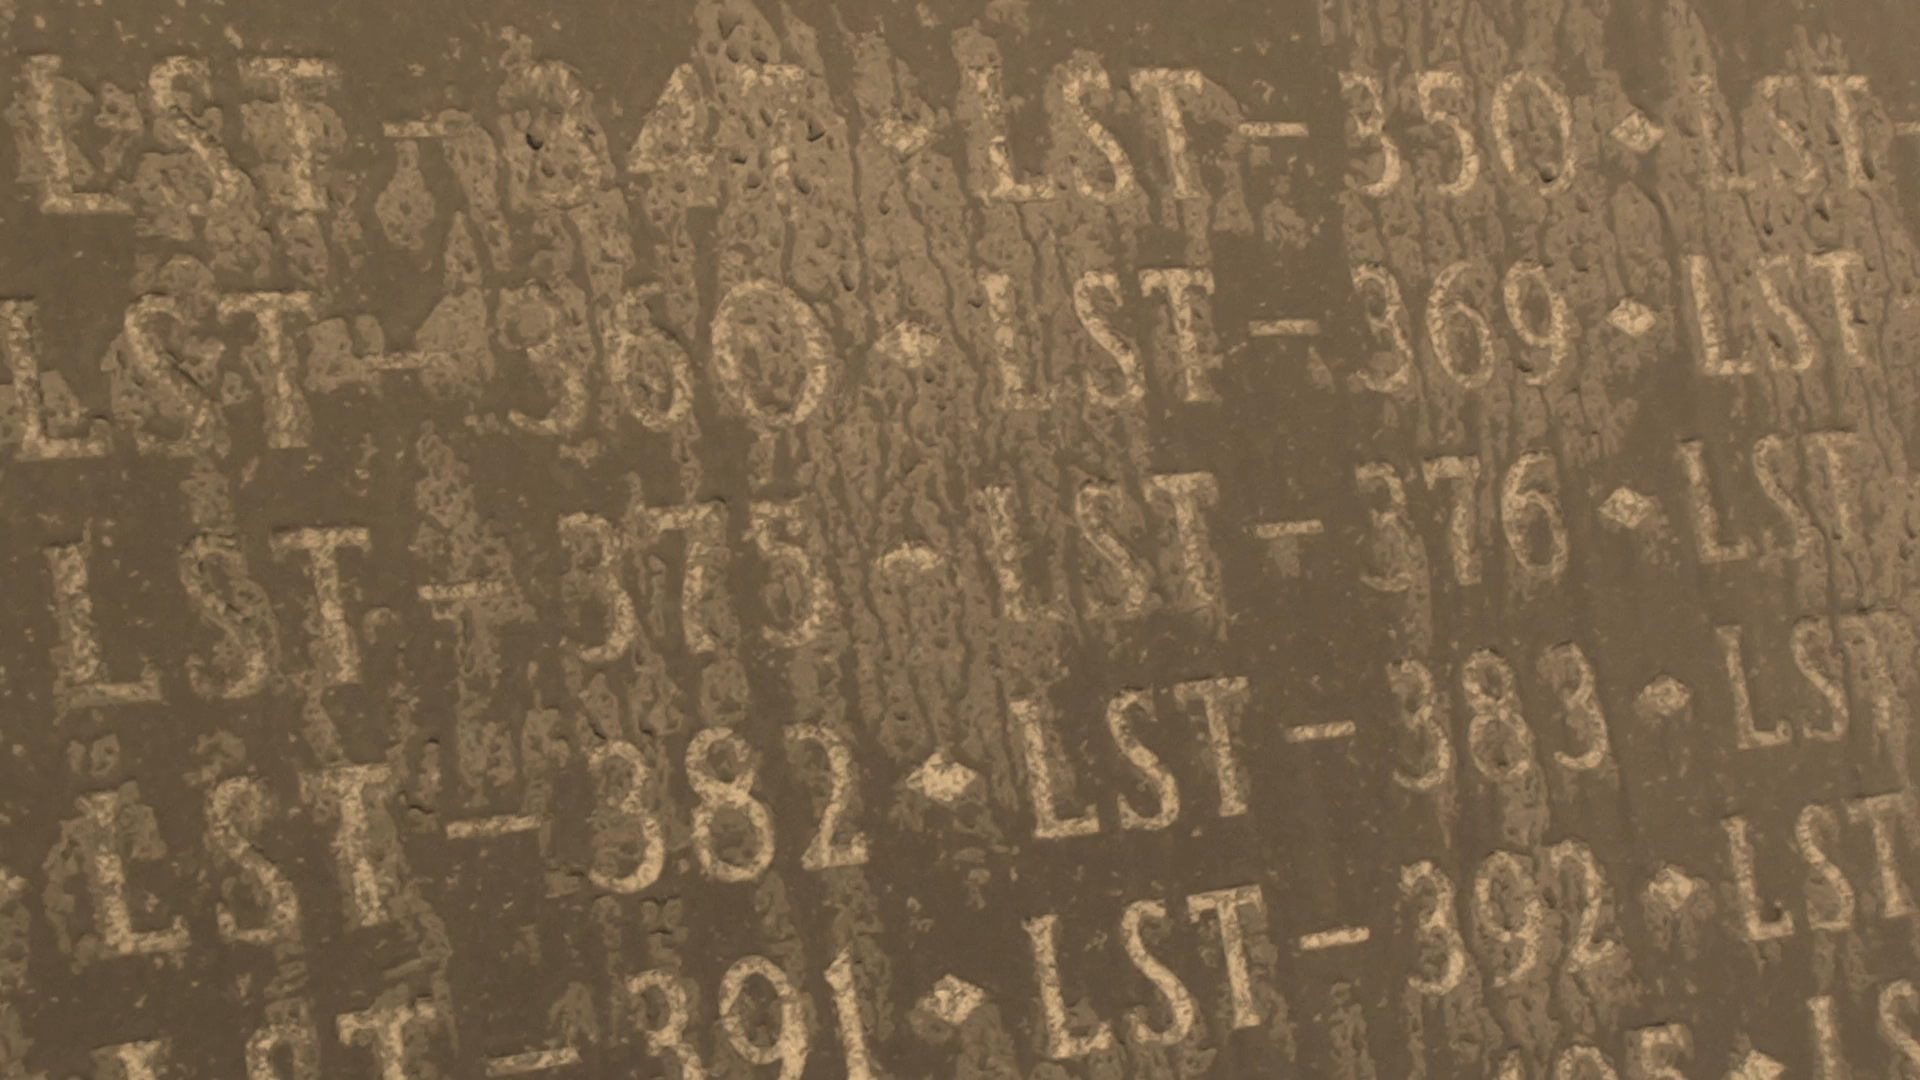 LST-347◆LST-350◆LST-
LST-360◆LST-369◆LST-
LST-375◆LST-376◆LST
LST-382◆LST-383◆LST
LST-391◆LST-392◆LST